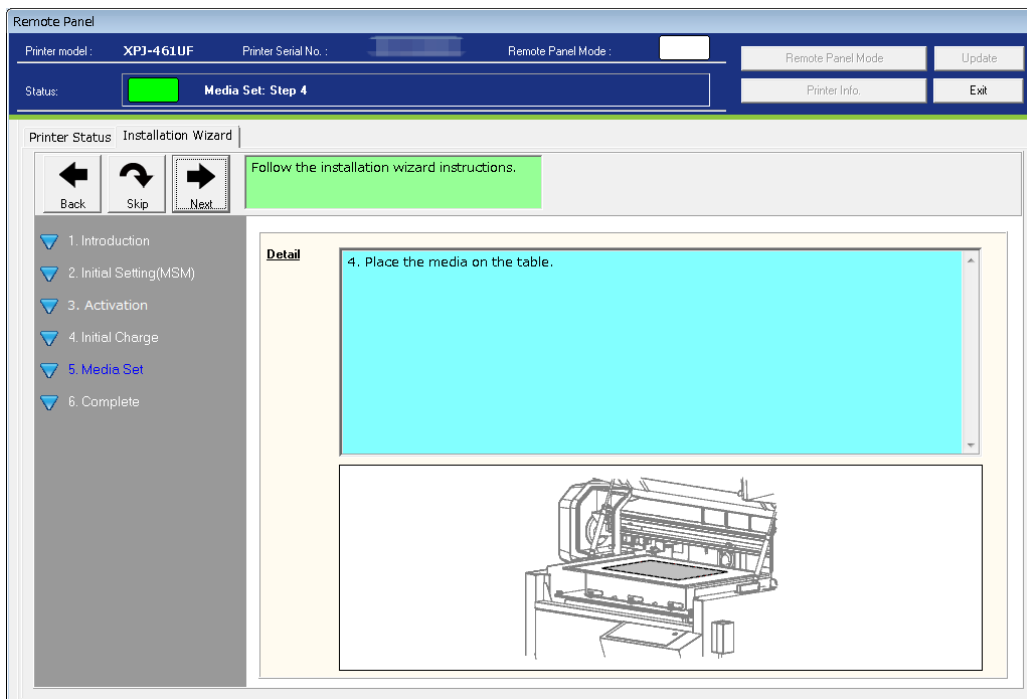 Remote Panel
Printer model : XPJ-461UF Printer Serial No. : Remote Panel Mode :
Remote Panel Mode Update
Status: Media Set: Step 4
Printer Info. Exit
Printer Status Installation Wizard
Back Skip Next
Follow the installation wizard instructions.
1. Introduction
2. Initial Setting(MSM)
3. Activation
4. Initial Charge
5. Media Set
6. Complete
Detail
4. Place the media on the table.